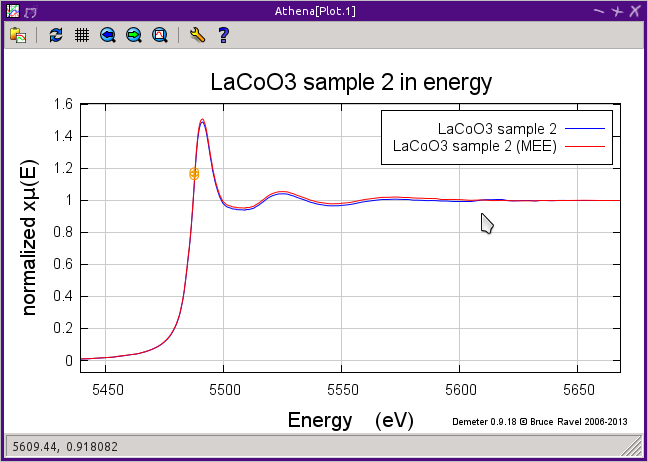 Athena[Plot.1]
LaCoO3 sample 2 in energy
LaCoO3 sample 2
LaCoO3 sample 2 (MEE)
normalized xμ(E)
1.6
1.4
1.2
1
0.8
0.6
0.4
0.2
0
5450 5500 5550 5600 5650
Energy (eV)
Demeter 0.9.18 © Bruce Ravel 2006-2013
5609.44, 0.918082